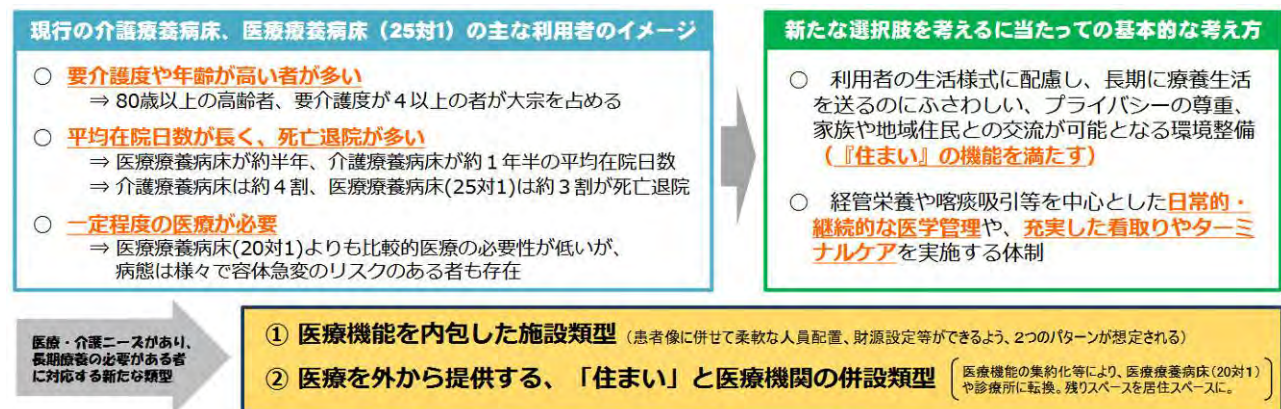 現行の介護療養病床、医療療養病床（25対1）の主な利用者のイメージ
○ 要介護度や年齢が高い者が多い
⇒ 80歳以上の高齢者、要介護度が４以上の者が大宗を占める
○ 平均在院日数が長く、死亡退院が多い
⇒ 医療療養病床が約半年、介護療養病床が約１年半の平均在院日数
⇒ 介護療養病床は約４割、医療療養病床(25対1)は約３割が死亡退院
○ 一定程度の医療が必要
⇒ 医療療養病床(20対1)よりも比較的医療の必要性が低いが、
病態は様々で容体急変のリスクのある者も存在
新たな選択肢を考えるに当たっての基本的な考え方
○ 利用者の生活様式に配慮し、長期に療養生活
を送るのにふさわしい、プライバシーの尊重、
家族や地域住民との交流が可能となる環境整備
（『住まい』の機能を満たす）
○ 経管栄養や喀痰吸引等を中心とした日常的・
継続的な医学管理や、充実した看取りやターミ
ナルケアを実施する体制
医療・介護ニーズがあり、
長期療養の必要がある者
に対応する新たな類型
① 医療機能を内包した施設類型（患者像に併せて柔軟な人員配置、財源設定等ができるよう、２つのパターンが想定される）
② 医療を外から提供する、「住まい」と医療機関の併設類型
医療機能の集約化等により、医療療養病床(20対1)
や診療所に転換。残りスペースを居住スペースに。